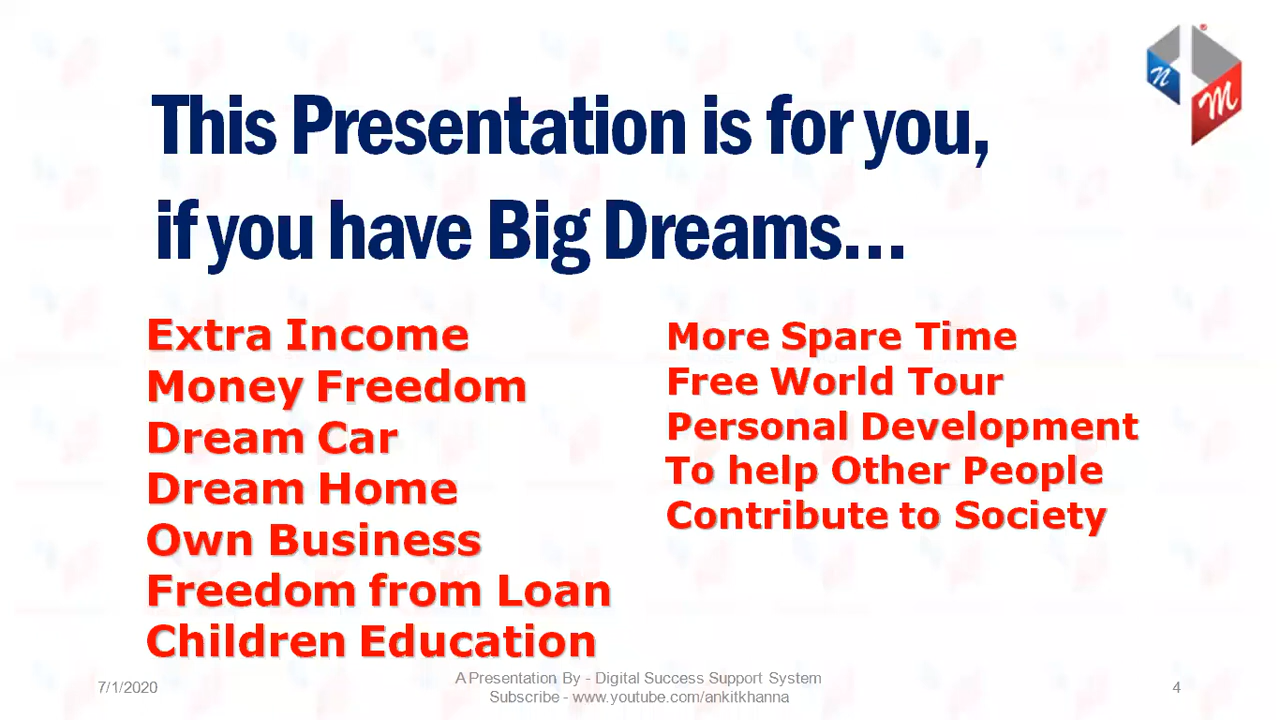 n
M
This Presentation is for you,
if you have Big Dreams...
Extra Income
Money Freedom
Dream Car
Dream Home
Own Business
Freedom from Loan
Children Education
More Spare Time
Free World Tour
Personal Development
To help Other People
Contribute to Society
7/1/2020
A Presentation By - Digital Success Support System
Subscribe - www.youtube.com/ankitkhanna
4